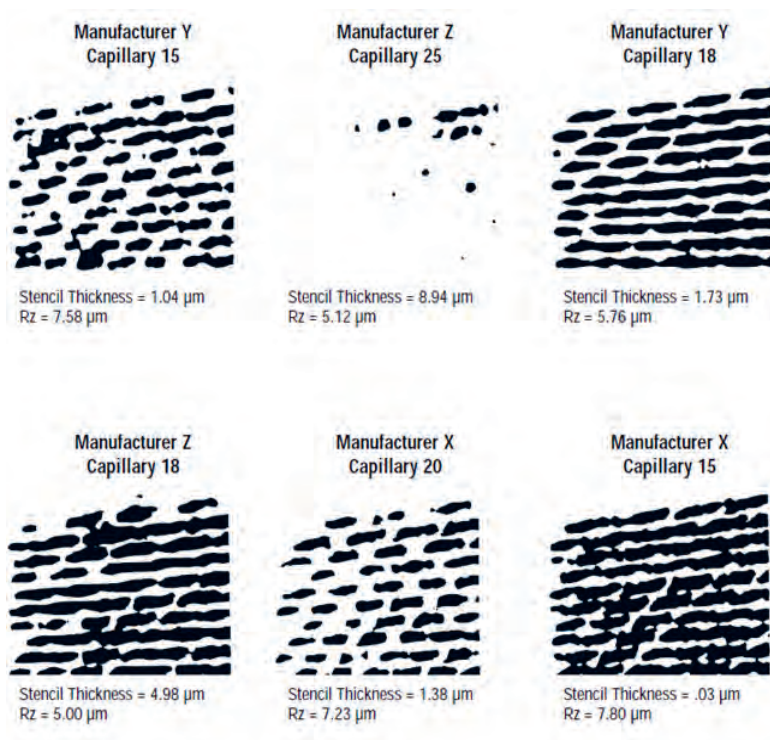 Manufacturer Y
Capillary 15
Manufacturer Z
Capillary 25
Manufacturer Y
Capillary 18
Stencil Thickness = 1.04 µm
Rz = 7.58 µm
Stencil Thickness = 8.94 µm
Rz = 5.12 µm
Stencil Thickness = 1.73 µm
Rz = 5.76 µm
Manufacturer Z
Capillary 18
Manufacturer X
Capillary 20
Manufacturer X
Capillary 15
Stencil Thickness = 4.98 µm
Rz = 5.00 µm
Stencil Thickness = 1.38 µm
Rz = 7.23 µm
Stencil Thickness = .03 µm
Rz = 7.80 µm